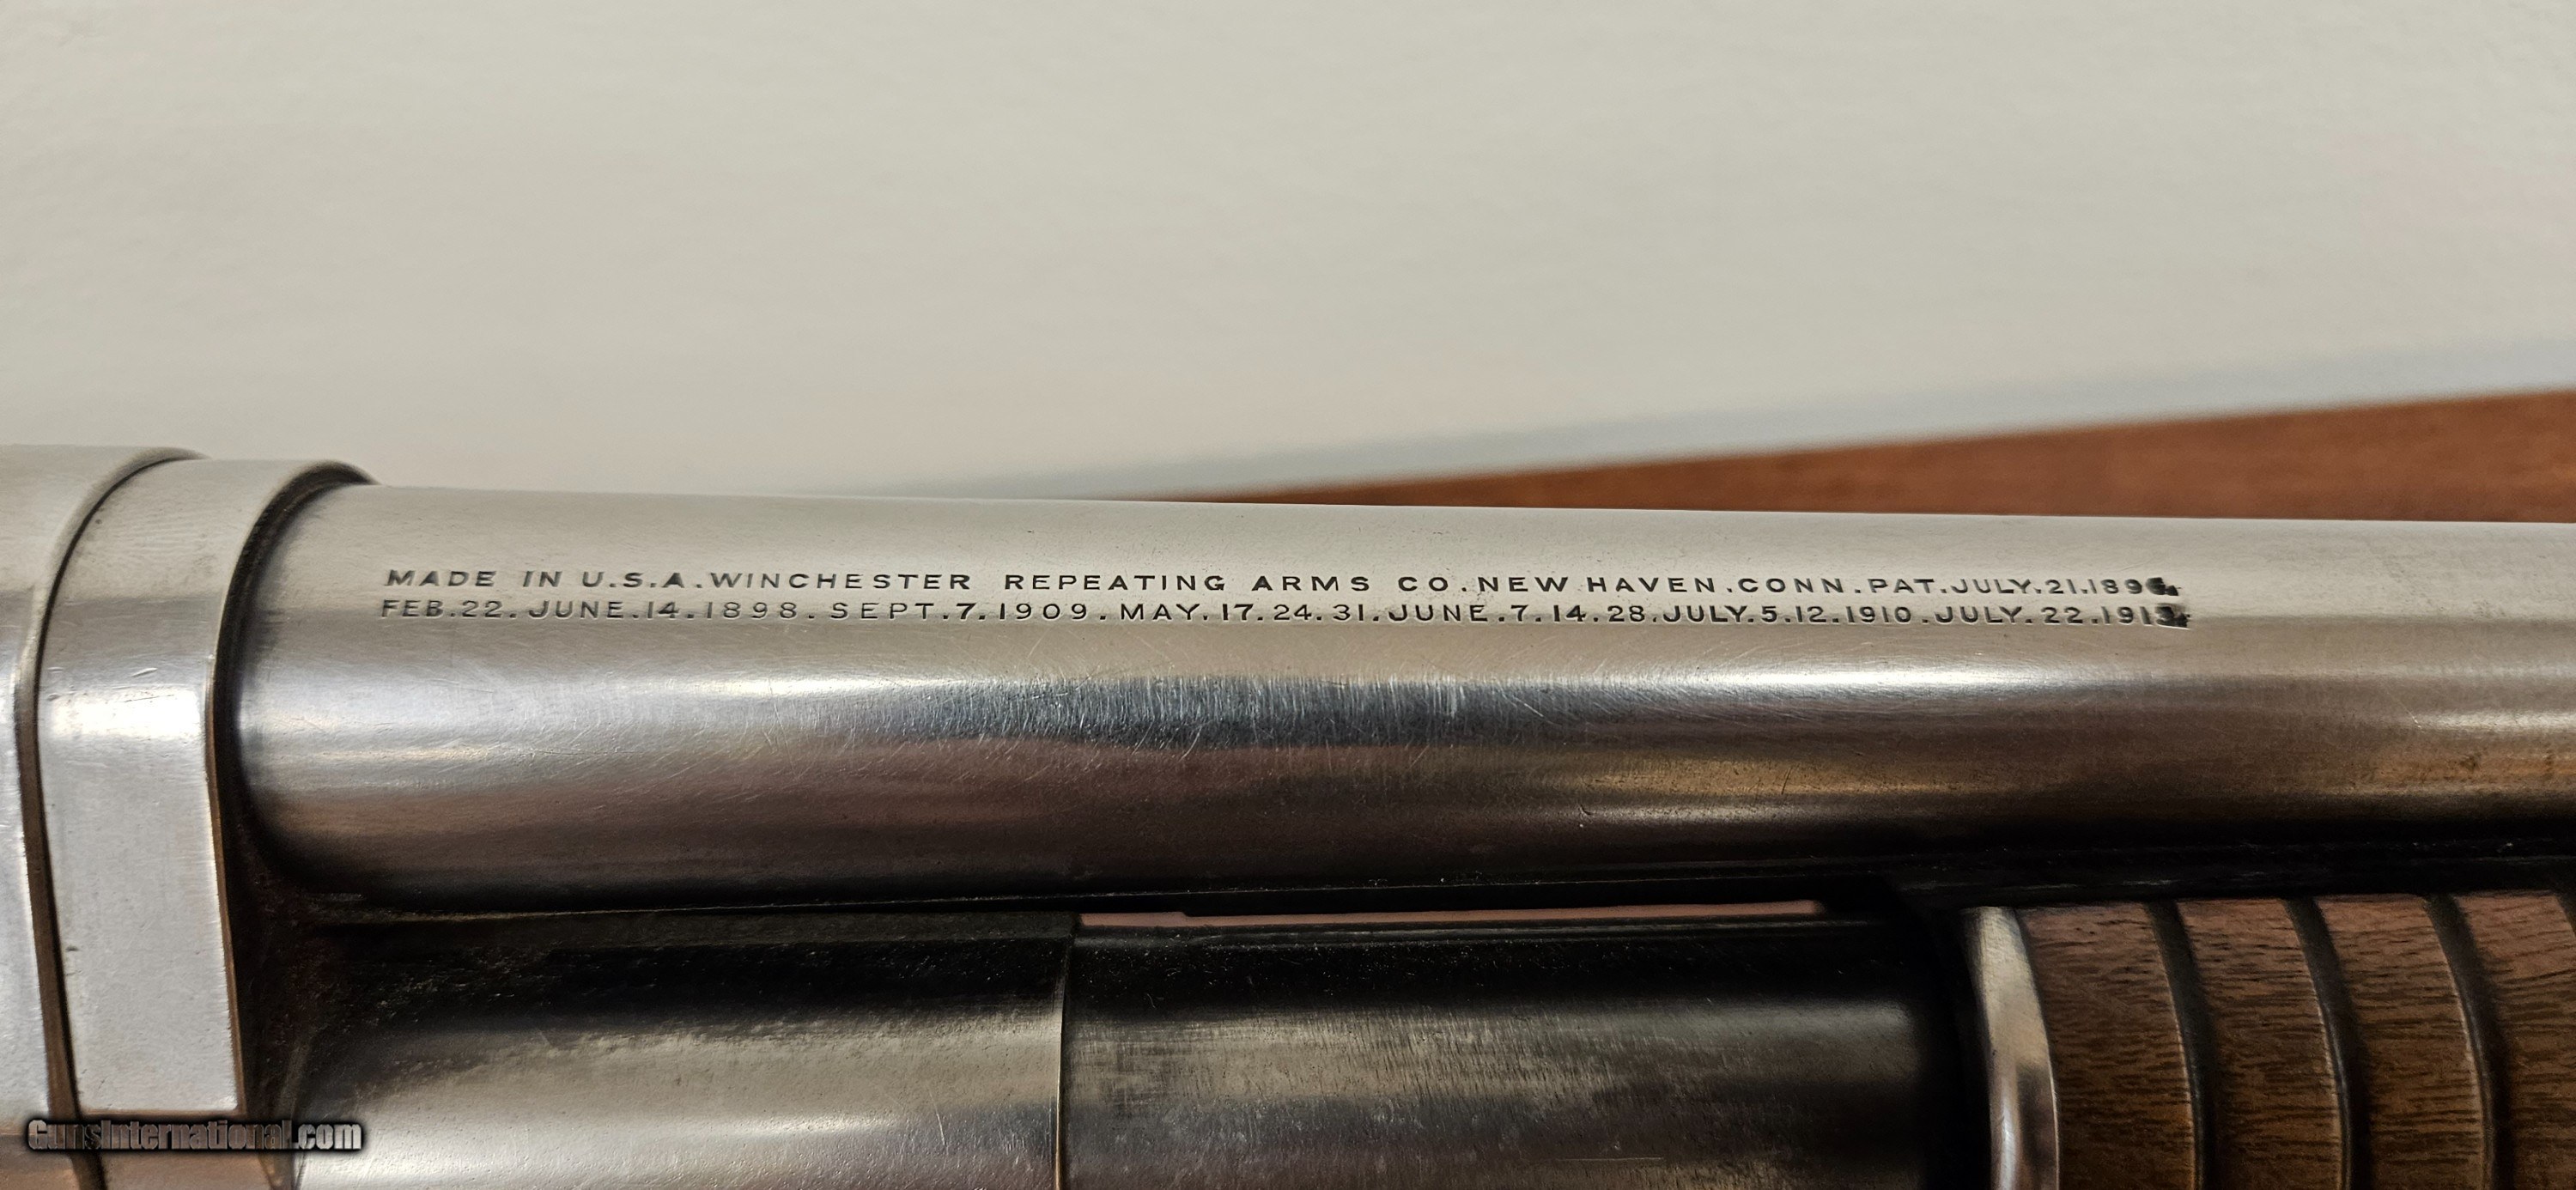 MADE IN U.S.A.WINCHESTER REPEATING ARMS CO.NEW HAVEN.CONN.PAT.JULY.21.1896.
FEB.22.JUNE.14.1898.SEPT.7.1909.MAY.17.24.31.JUNE.7.14.28.JULY.5.12.1910.JULY.22.1913.
GunsInternational.com